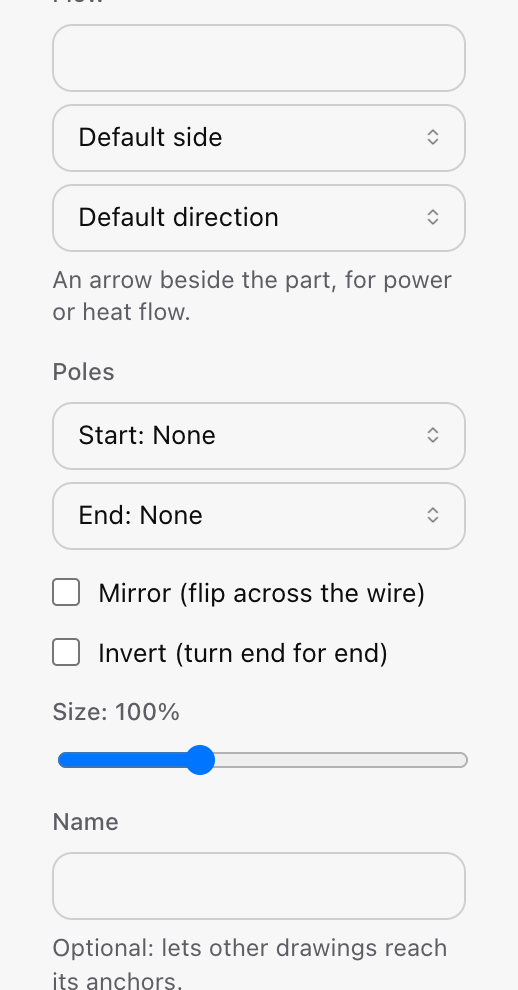 Default side
Default direction
An arrow beside the part, for power
or heat flow.
Poles
Start: None
End: None
Mirror (flip across the wire)
Invert (turn end for end)
Size: 100%
Name
Optional: lets other drawings reach
its anchors.